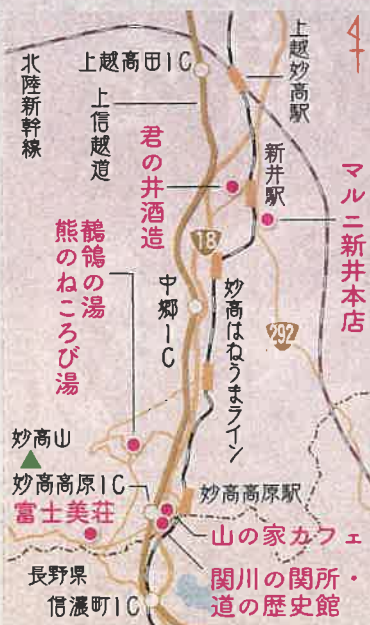 上越高田IC
上越妙高駅
北陸新幹線
上信越道
君の井酒造
新井駅
マルニ新井本店
18
鶺鴒の湯
熊のねころび湯
中郷IC
妙高はねうまライン
292
妙高山
妙高高原IC
妙高高原駅
富士美荘
山の家カフェ
関川の関所・
道の歴史館
長野県
信濃町IC